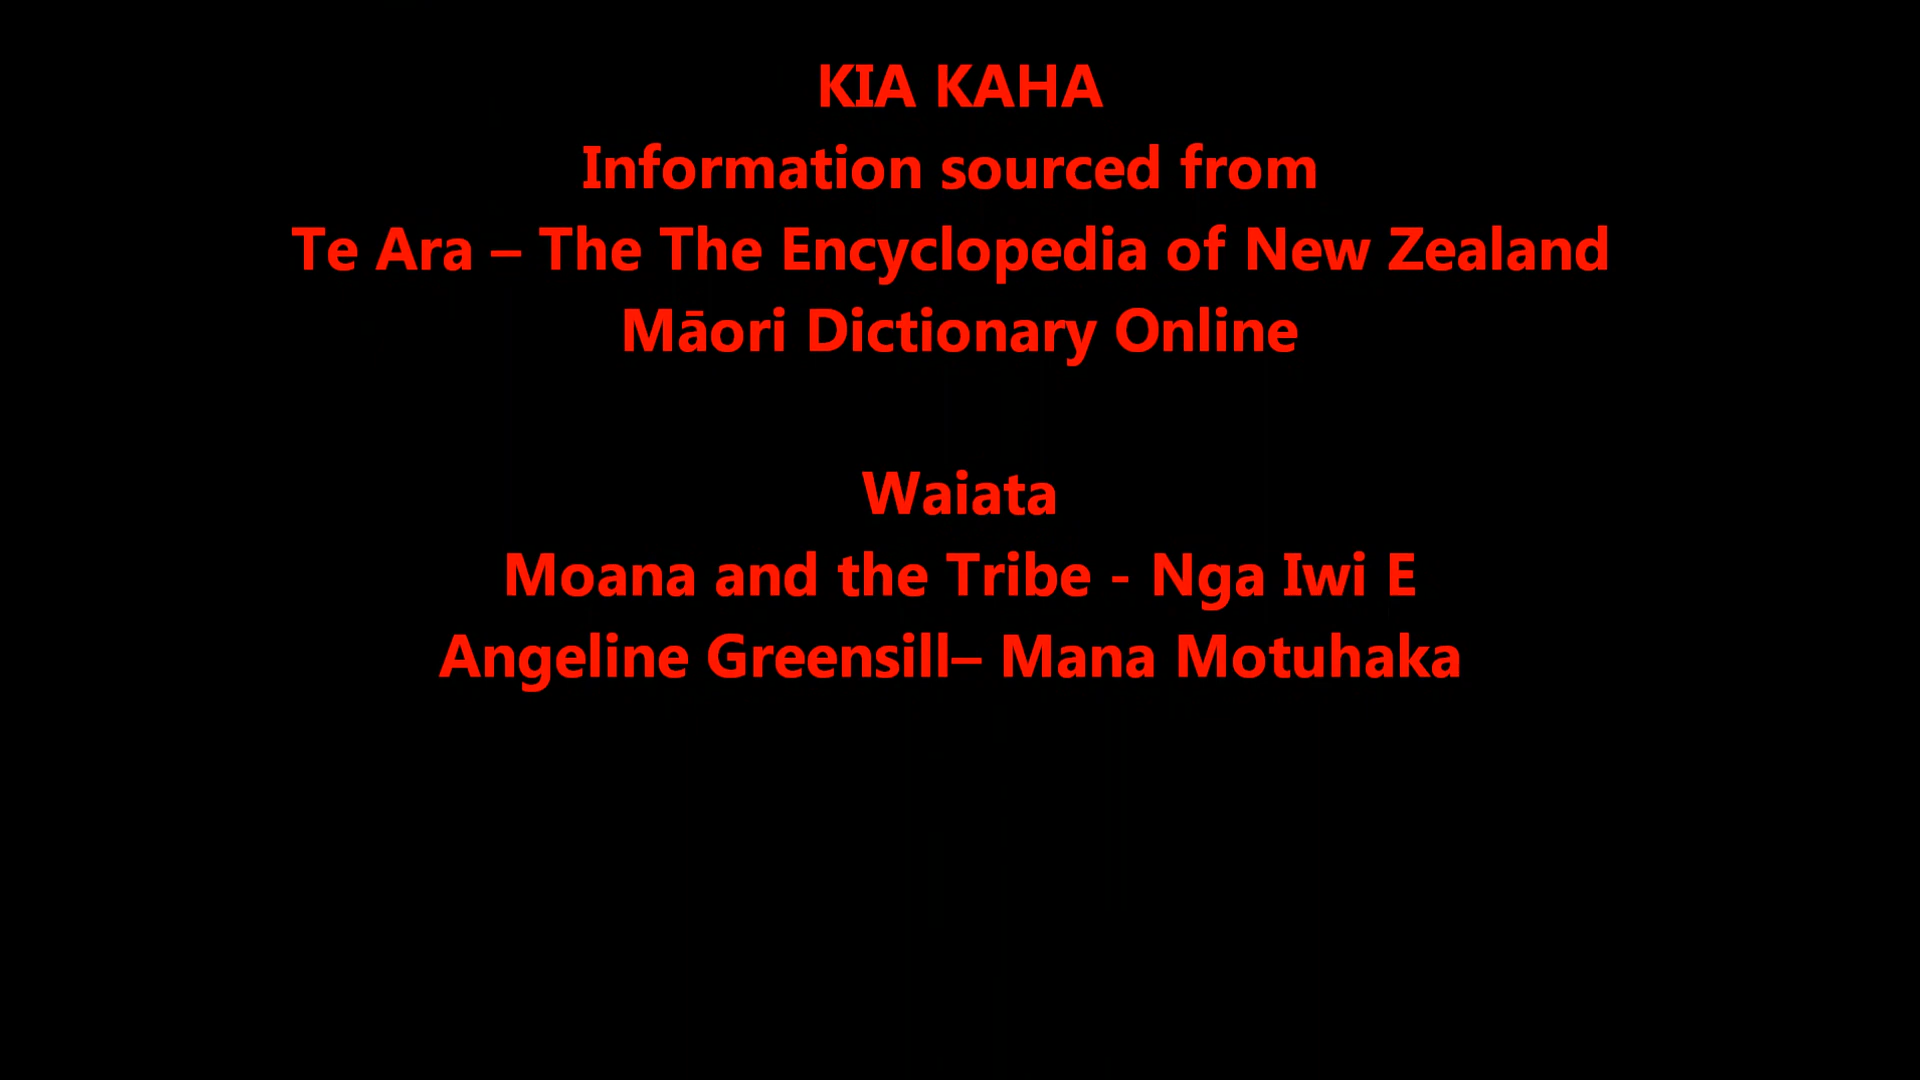 KIA KAHA
Information sourced from
Te Ara – The The Encyclopedia of New Zealand
Māori Dictionary Online
Waiata
Moana and the Tribe - Nga Iwi E
Angeline Greensill– Mana Motuhaka